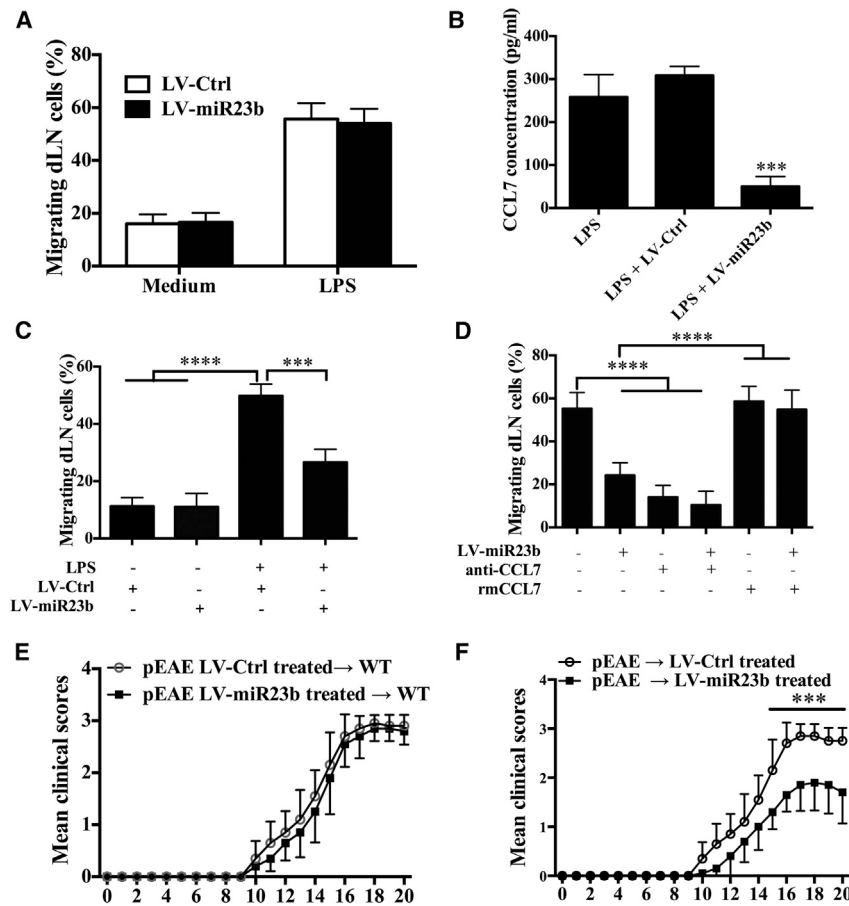 A
Migrating dLN cells (%)
100
80
60
40
20
0
LV-Ctrl
LV-miR23b
Medium LPS
B
CCL7 concentration (pg/ml)
400
300
200
100
0
***
LPS
LPS + LV-Ctrl
LPS + LV-miR23b
C
Migrating dLN cells (%)
60
40
20
0
**** ***
LPS - - + +
LV-Ctrl + - + -
LV-miR23b - + - +
D
Migrating dLN cells (%)
80
60
40
20
0
****
****
LV-miR23b - + - + - +
anti-CCL7 - - + + - -
rmCCL7 - - - - + +
E
Mean clinical scores
4
3
2
1
0
pEAE LV-Ctrl treated→ WT
pEAE LV-miR23b treated → WT
0 2 4 6 8 10 12 14 16 18 20
F
Mean clinical scores
4
3
2
1
0
pEAE → LV-Ctrl treated
pEAE → LV-miR23b treated
***
0 2 4 6 8 10 12 14 16 18 20